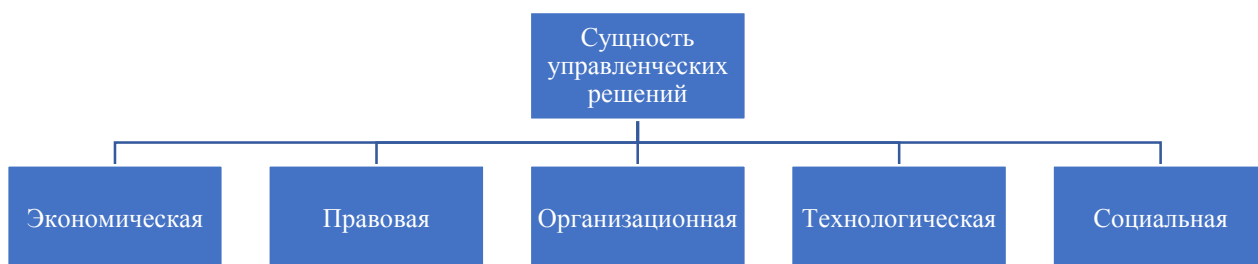 Сущность
управленческих
решений
Экономическая
Правовая
Организационная
Технологическая
Социальная